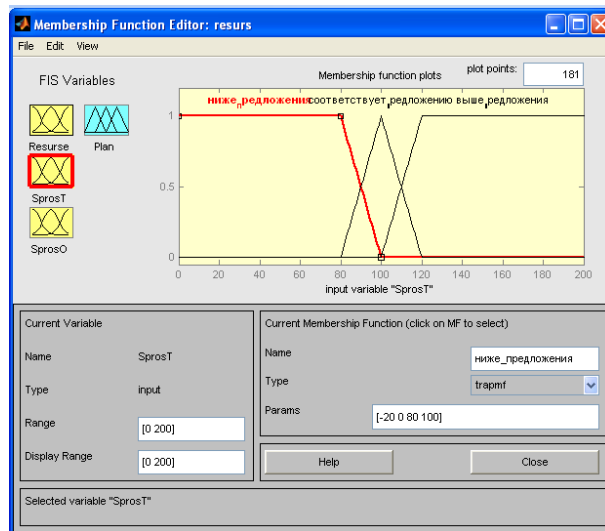 Membership Function Editor: resurs
File Edit View
FIS Variables
Membership function plots
plot points:
181
ниже_предложения соответствует_предложению выше_предложения
1
0.5
0
0 20 40 60 80 100 120 140 160 180 200
input variable "SprosT"
Resurse
Plan
SprosT
SprosO
Current Variable
Name SprosT
Type input
Range [0 200]
Display Range [0 200]
Current Membership Function (click on MF to select)
Name ниже_предложения
Type trapmf
Params [-20 0 80 100]
Help Close
Selected variable "SprosT"